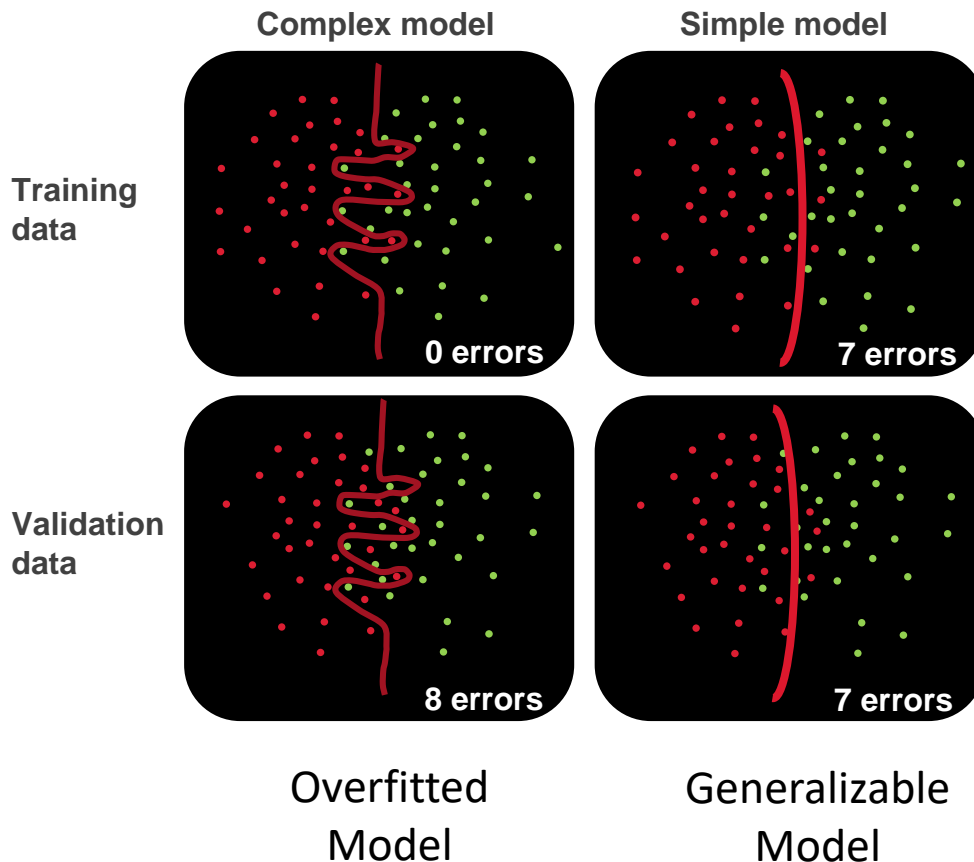 Complex model
Simple model
Training
data
0 errors
7 errors
Validation
data
8 errors
7 errors
Overfitted
Model
Generalizable
Model